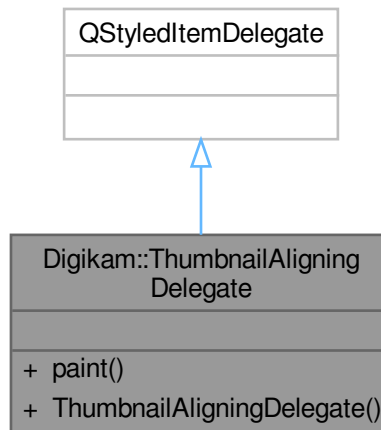 QStyledItemDelegate
Digikam::ThumbnailAligning
Delegate
+ paint()
+ ThumbnailAligningDelegate()